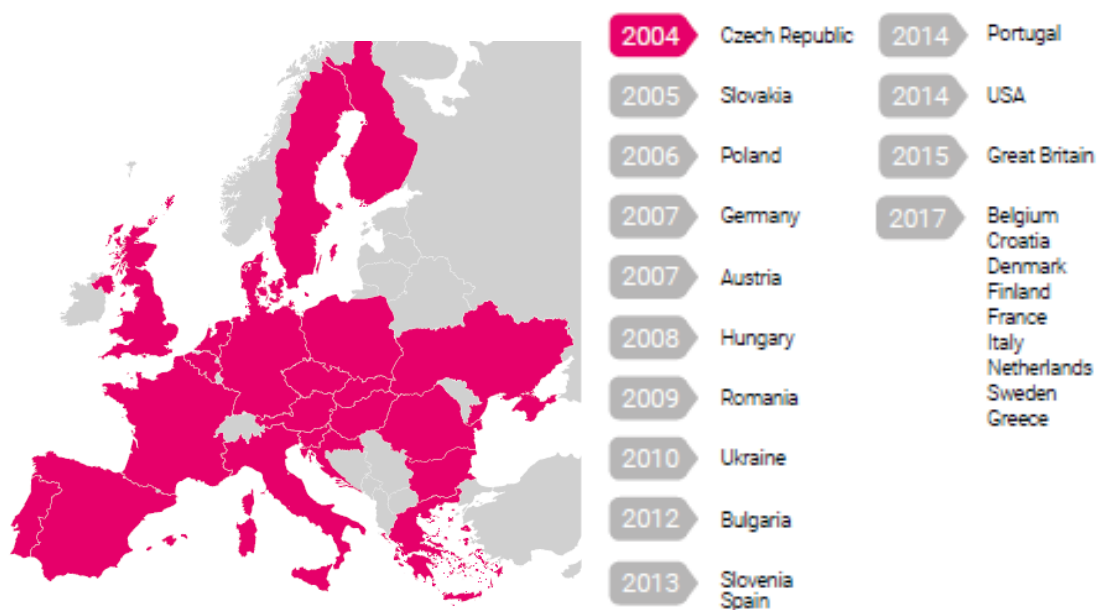 2004 Czech Republic
2005 Slovakia
2006 Poland
2007 Germany
2007 Austria
2008 Hungary
2009 Romania
2010 Ukraine
2012 Bulgaria
2013 Slovenia
Spain
2014 Portugal
2014 USA
2015 Great Britain
2017 Belgium
Croatia
Denmark
Finland
France
Italy
Netherlands
Sweden
Greece